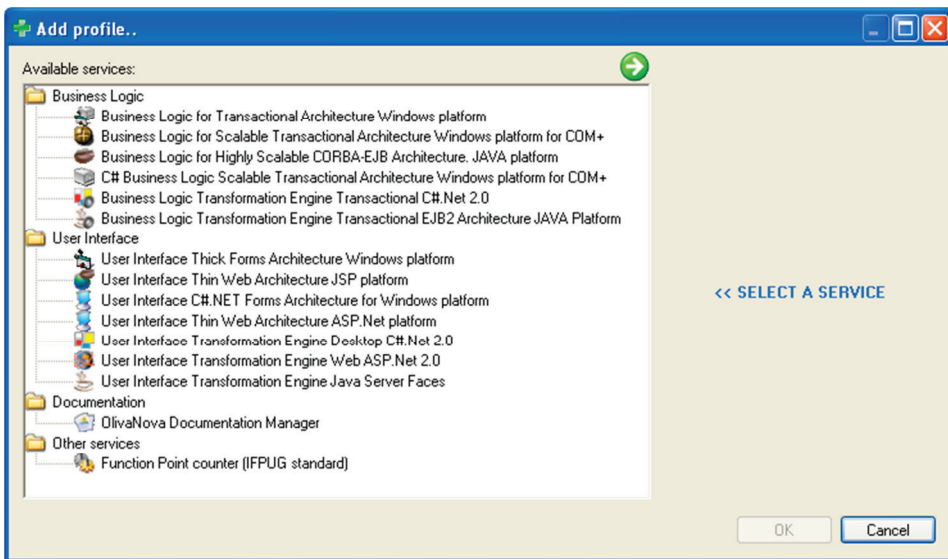 Add profile..
Available services:
Business Logic
Business Logic for Transactional Architecture Windows platform
Business Logic for Scalable Transactional Architecture Windows platform for COM+
Business Logic for Highly Scalable CORBA-EJB Architecture. JAVA platform
C# Business Logic Scalable Transactional Architecture Windows platform for COM+
Business Logic Transformation Engine Transactional C#.Net 2.0
Business Logic Transformation Engine Transactional EJB2 Architecture JAVA Platform
User Interface
User Interface Thick Forms Architecture Windows platform
User Interface Thin Web Architecture JSP platform
User Interface C#.NET Forms Architecture for Windows platform
User Interface Thin Web Architecture ASP.Net platform
User Interface Transformation Engine Desktop C#.Net 2.0
User Interface Transformation Engine Web ASP.Net 2.0
User Interface Transformation Engine Java Server Faces
Documentation
OlivaNova Documentation Manager
Other services
Function Point counter (IFPUG standard)
<< SELECT A SERVICE
OK Cancel